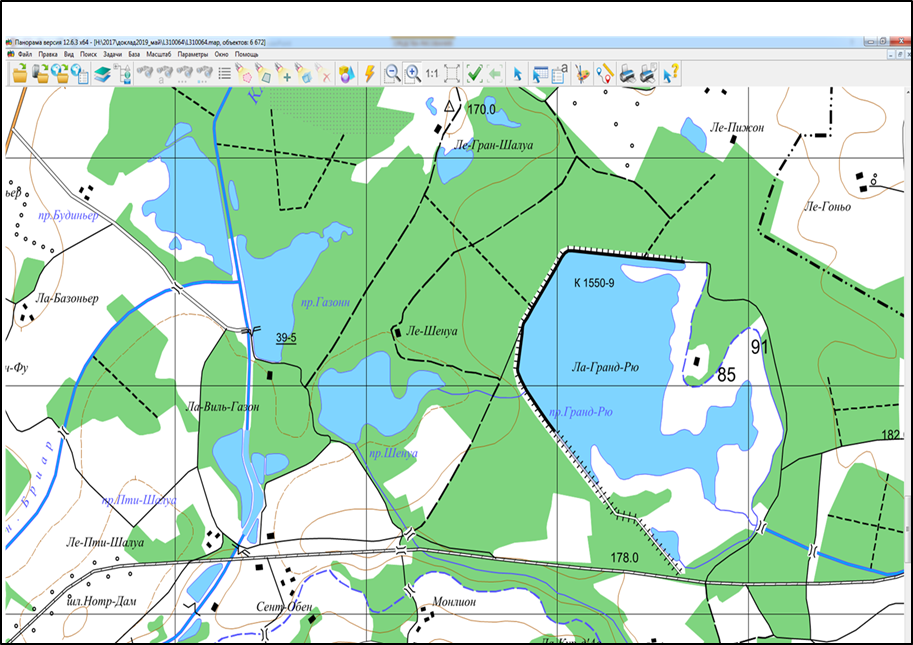 Панорама версия 12.6.3 x64 - [H:\2017\доклад2019_май\L310064\L310064.map, объектов: 6 672]
Файл Правка Вид Поиск Задачи База Масштаб Параметры Окно Помощь
1:1
170.0
Ле-Гран-Шалуа
Ле-Пижон
Ле-Гоньо
ьер
пр.Будиньер
К 1550-9
Ла-Базоньер
пр.Газонн
39-5
Ле-Шенуа
Ла-Гранд-Рю
91
85
ч-Фу
Ла-Виль-Газон
пр.Гранд-Рю
182.
пр.Шенуа
н. Бриар
пр.Пти-Шалуа
Ле-Пти-Шалуа
178.0
шл.Нотр-Дам
Сент-Обен
Монлион